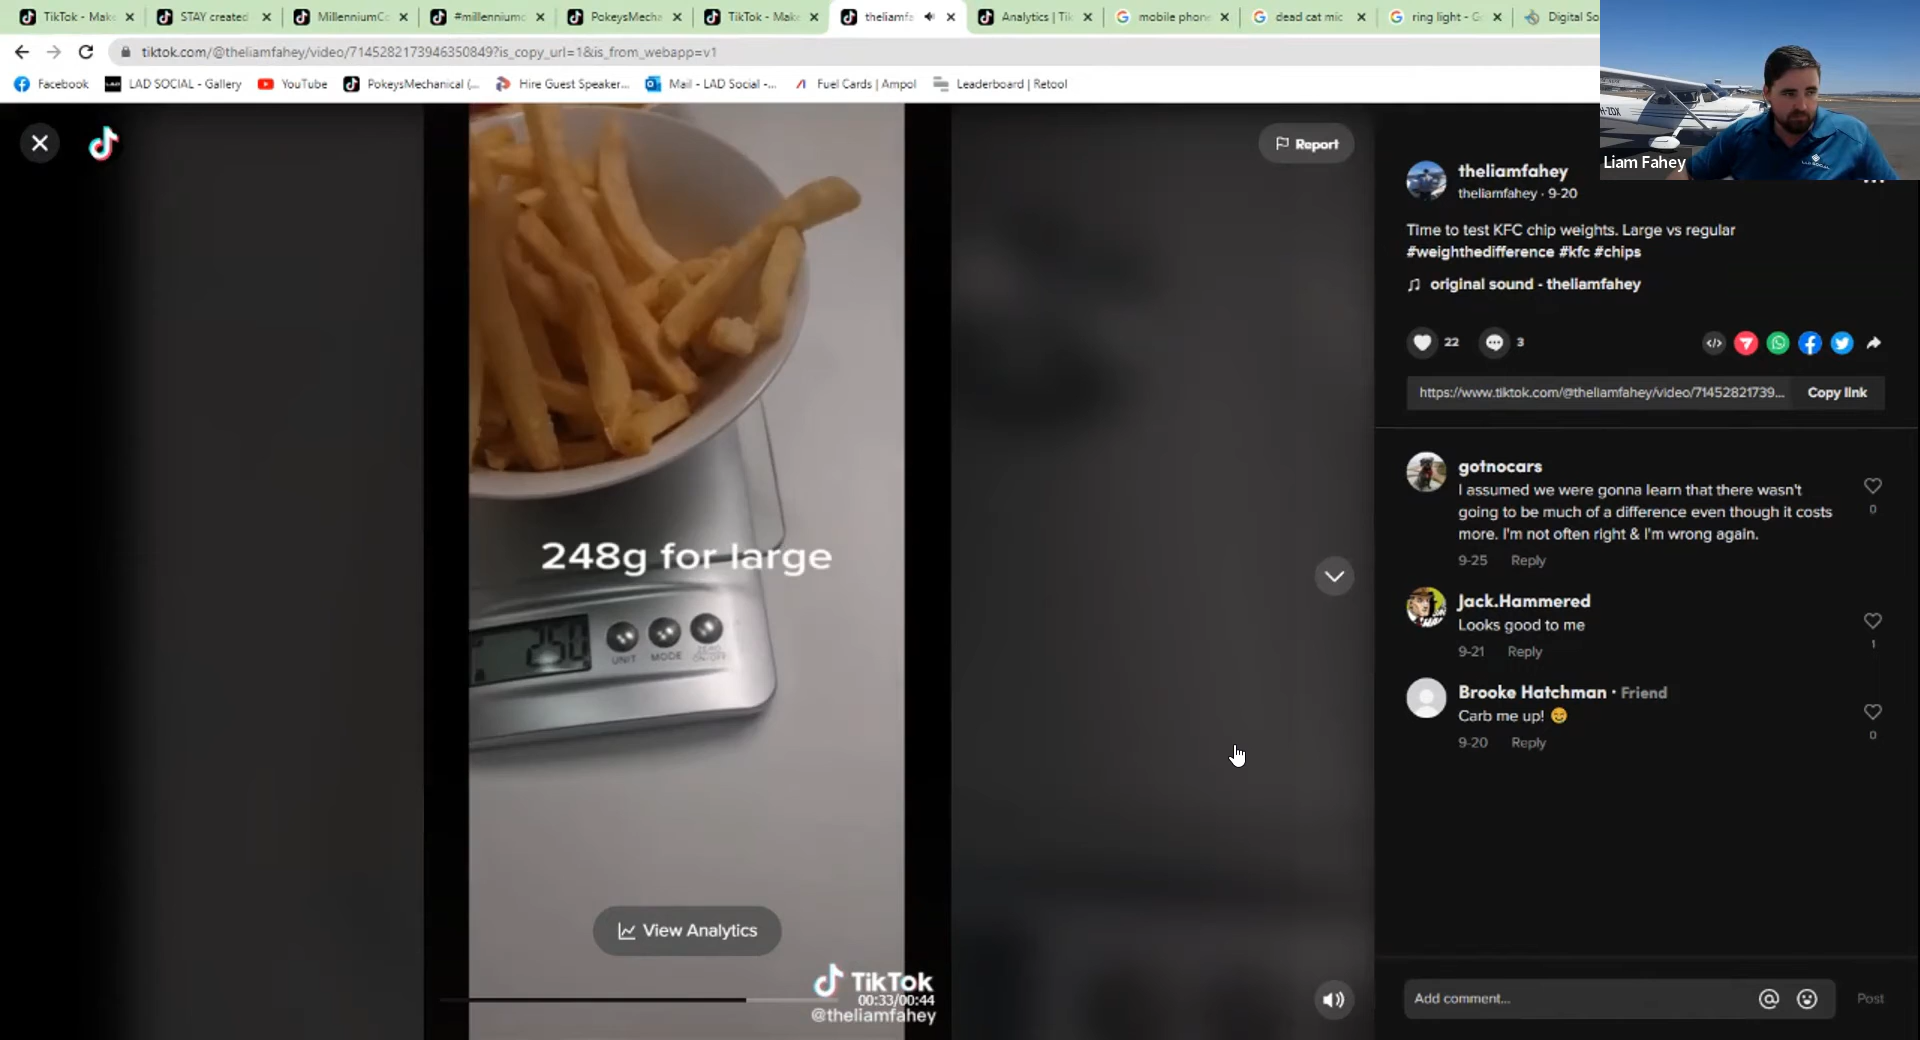 TikTok - Mak
STAY created
MillenniumC
#millennium
PokeysMecha
TikTok - Mak
theliamfa
Analytics | Tik
mobile phon
dead cat mic
ring light - G
Digital So
tiktok.com/@theliamfahey/video/7145282173946350849?is_copy_url=1&is_from_webapp=v1
Facebook
LAD SOCIAL - Gallery
YouTube
PokeysMechanical (...
Hire Guest Speaker...
Mail - LAD Social -...
Fuel Cards | Ampol
Leaderboard | Retool
Liam Fahey
Report
theliamfahey
theliamfahey · 9-20
Time to test KFC chip weights. Large vs regular
#weighthedifference #kfc #chips
original sound - theliamfahey
22
3
https://www.tiktok.com/@theliamfahey/video/71452821739...
Copy link
248g for large
250
UNIT
MODE
gotnocars
I assumed we were gonna learn that there wasn't
going to be much of a difference even though it costs
more. I'm not often right & I'm wrong again.
0
9-25 Reply
Jack.Hammered
Looks good to me
1
9-21 Reply
Brooke Hatchman · Friend
Carb me up! 😊
0
9-20 Reply
View Analytics
TikTok
00:33/00:44
@theliamfahey
Add comment...
Post